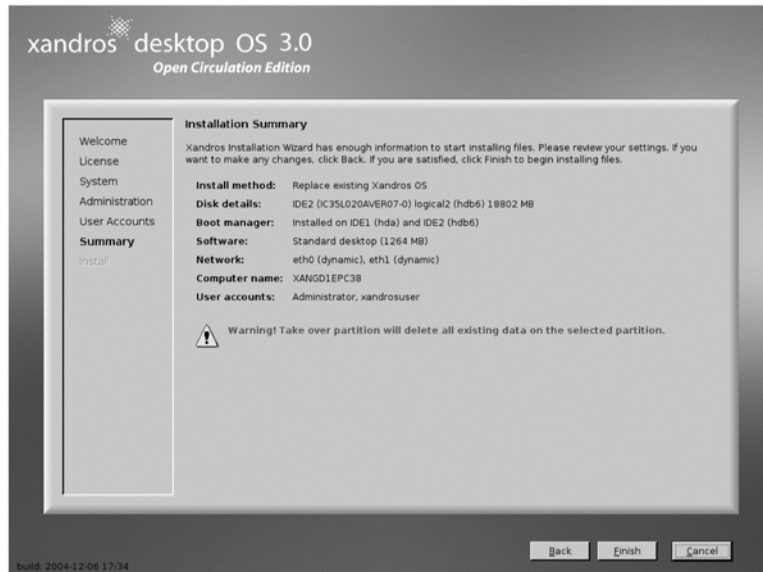 xandros desktop OS 3.0
Open Circulation Edition
Welcome
License
System
Administration
User Accounts
Summary
Install
Installation Summary
Xandros Installation Wizard has enough information to start installing files. Please review your settings. If you
want to make any changes, click Back. If you are satisfied, click Finish to begin installing files.
Install method: Replace existing Xandros OS
Disk details: IDE2 (IC35L020AVER07-0) logical2 (hdb6) 18802 MB
Boot manager: Installed on IDE1 (hda) and IDE2 (hdb6)
Software: Standard desktop (1264 MB)
Network: eth0 (dynamic), eth1 (dynamic)
Computer name: XANGD1EPC38
User accounts: Administrator, xandrosuser
Warning! Take over partition will delete all existing data on the selected partition.
Back
Finish
Cancel
build: 2004-12-06 17:34